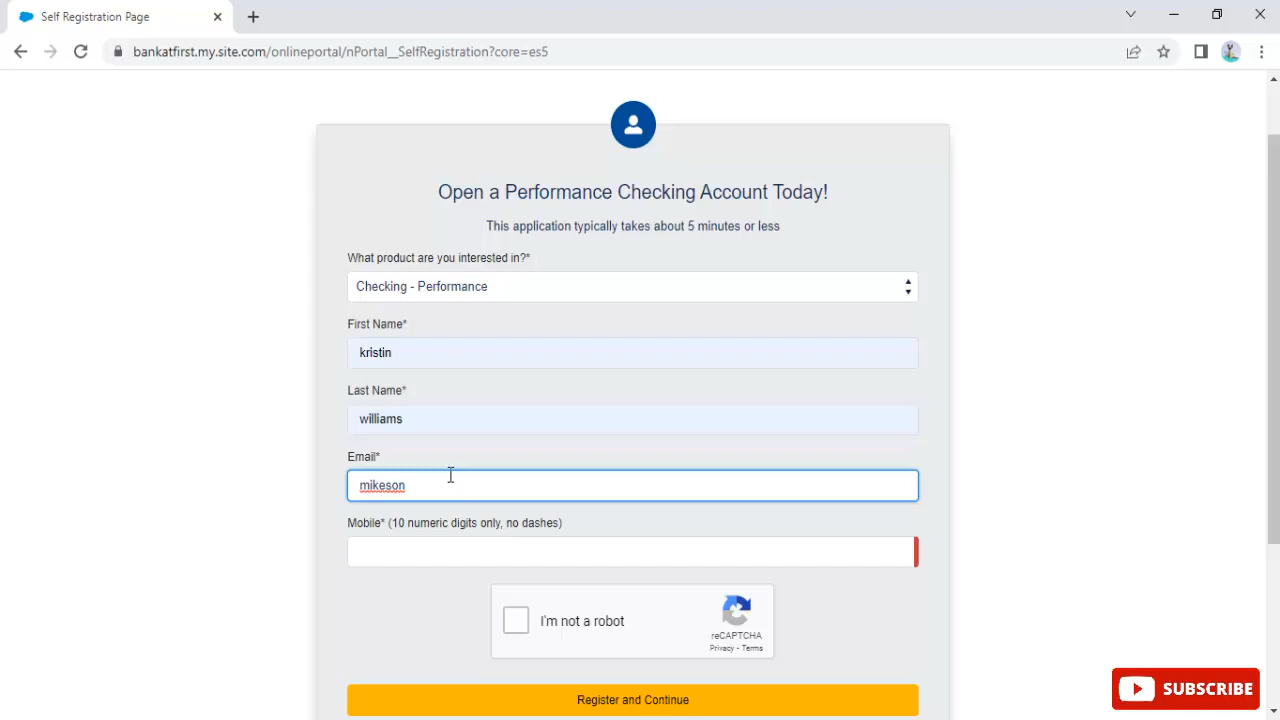 Self Registration Page
bankatfirst.my.site.com/onlineportal/nPortal__SelfRegistration?core=es5
Open a Performance Checking Account Today!
This application typically takes about 5 minutes or less
What product are you interested in?*
Checking - Performance
First Name*
kristin
Last Name*
williams
Email*
mikeson
Mobile* (10 numeric digits only, no dashes)
I'm not a robot
reCAPTCHA
Privacy - Terms
Register and Continue
SUBSCRIBE